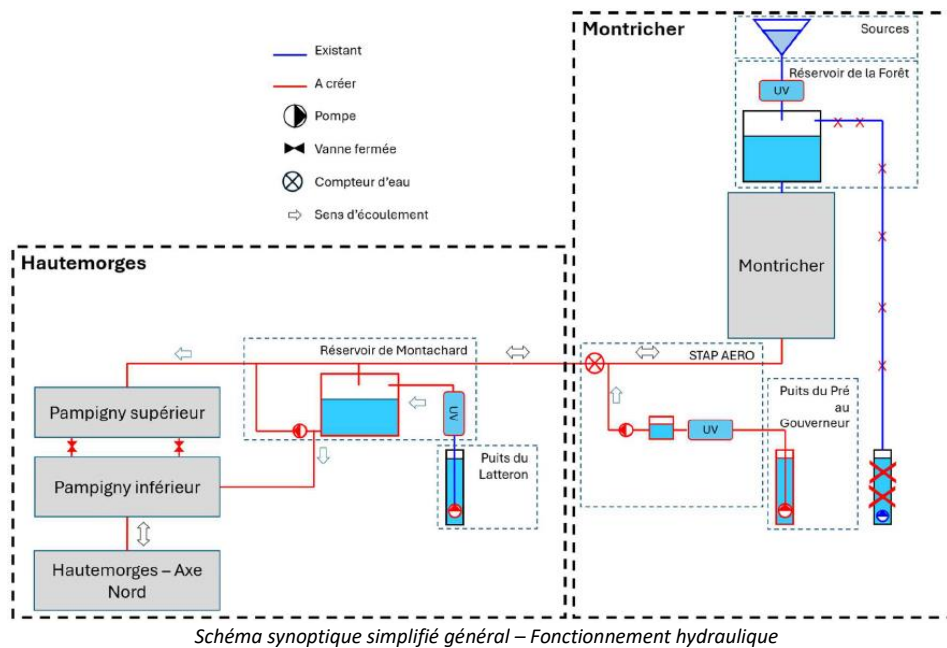 Montricher
Sources
Existant
A créer
Pompe
Vanne fermée
Compteur d'eau
Sens d'écoulement
Réservoir de la Forêt
UV
Montricher
Hautemorges
Réservoir de Montachard
STAP AERO
Pampigny supérieur
UV
Puits du
Latteron
UV
Puits du Pré
au
Gouverneur
Pampigny inférieur
Hautemorges – Axe
Nord
Schéma synoptique simplifié général – Fonctionnement hydraulique